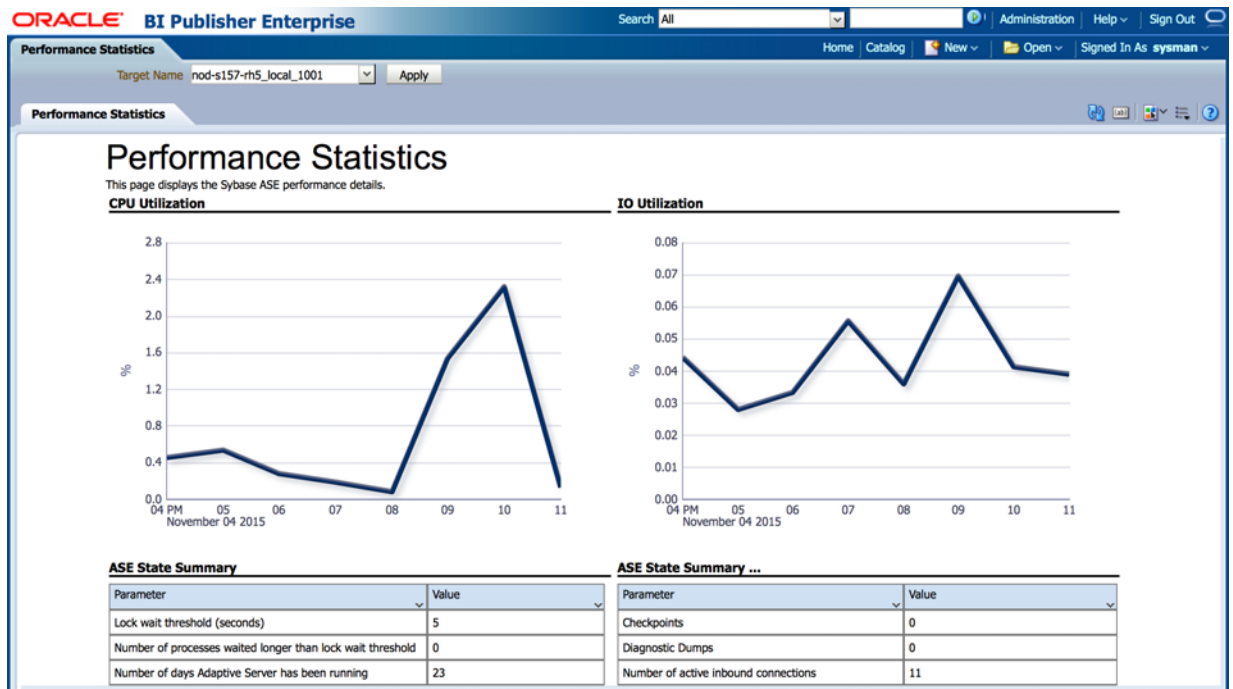 ORACLE BI Publisher Enterprise Search All Administration Help Sign Out
Performance Statistics Home Catalog New Open Signed In As sysman
Target Name nod-s157-rh5_local_1001 Apply
Performance Statistics
Performance Statistics
This page displays the Sybase ASE performance details.
CPU Utilization
2.8
2.4
2.0
1.6
1.2
0.8
0.4
0.0
%
04 PM 05 06 07 08 09 10 11
November 04 2015
IO Utilization
0.08
0.07
0.06
0.05
0.04
0.03
0.02
0.01
0.00
%
04 PM 05 06 07 08 09 10 11
November 04 2015
ASE State Summary
Parameter Value
Lock wait threshold (seconds) 5
Number of processes waited longer than lock wait threshold 0
Number of days Adaptive Server has been running 23
ASE State Summary ...
Parameter Value
Checkpoints 0
Diagnostic Dumps 0
Number of active inbound connections 11